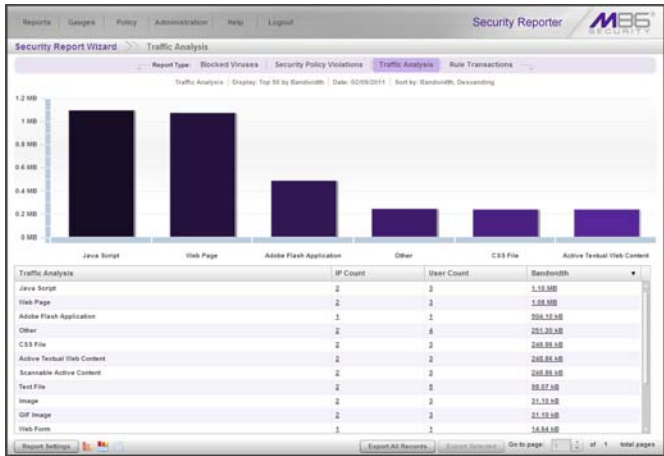 Reports Gauges Policy Administration Help Logout
Security Reporter
M86
SECURITY
Security Report Wizard Traffic Analysis
Report Type: Blocked Viruses Security Policy Violations Traffic Analysis Rule Transactions
Traffic Analysis Display: Top 50 by Bandwidth Date: 02/09/2011 Sort by: Bandwidth, Descending
1.2 MB
1 MB
0.8 MB
0.6 MB
0.4 MB
0.2 MB
0 MB
Java Script Web Page Adobe Flash Application Other CSS File Active Textual Web Content
Traffic Analysis IP Count User Count Bandwidth
Java Script 2 3 1.10 MB
Web Page 2 3 1.08 MB
Adobe Flash Application 1 1 504.10 kB
Other 2 4 251.30 kB
CSS File 2 3 248.86 kB
Active Textual Web Content 2 3 248.86 kB
Scannable Active Content 2 3 248.86 kB
Text File 2 98.07 kB
Image 2 3 31.10 kB
GIF Image 2 3 31.10 kB
Web Form 1 1 14.64 kB
Report Settings Export All Records Export Selected Go to page: 1 of 1 total pages